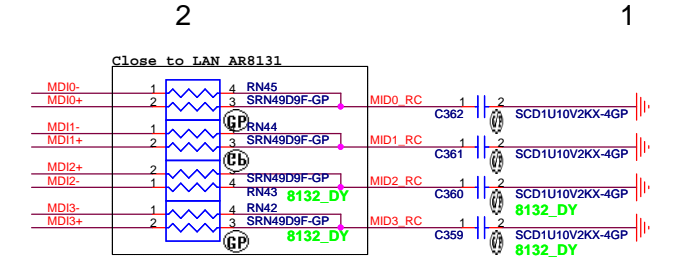 2 1
Close to LAN AR8131
MDI0- 1 4 RN45
MDI0+ 2 3 SRN49D9F-GP MID0_RC 1 2
C362 SCD1U10V2KX-4GP
GP
MDI1- 1 4 RN44
MDI1+ 2 3 SRN49D9F-GP MID1_RC 1 2
C361 SCD1U10V2KX-4GP
GP
MDI2+ 2 3 SRN49D9F-GP
MDI2- 1 4 MID2_RC 1 2
RN43 C360 SCD1U10V2KX-4GP
8132_DY 8132_DY
MDI3- 1 4 RN42
MDI3+ 2 3 SRN49D9F-GP MID3_RC 1 2
8132_DY C359 SCD1U10V2KX-4GP
GP 8132_DY